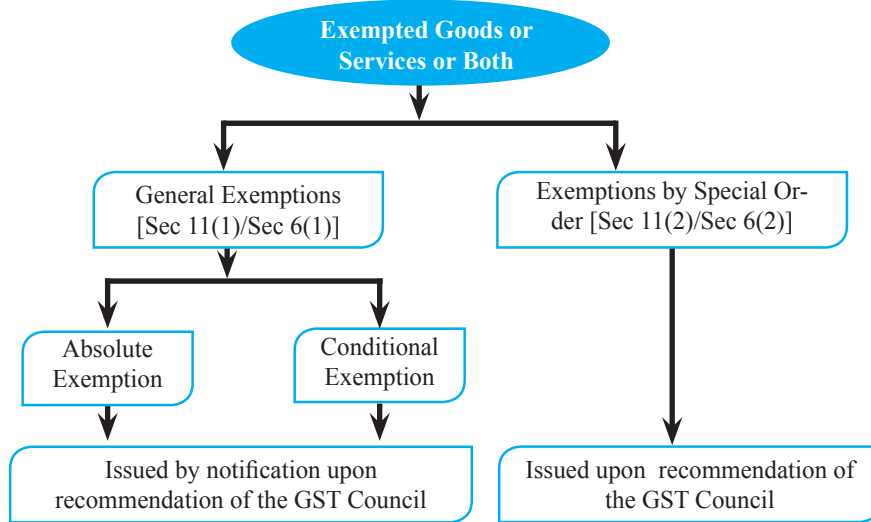 Exempted Goods or
Services or Both
General Exemptions
[Sec 11(1)/Sec 6(1)]
Exemptions by Special Or-
der [Sec 11(2)/Sec 6(2)]
Absolute
Exemption
Conditional
Exemption
Issued by notification upon
recommendation of the GST Council
Issued upon recommendation of
the GST Council